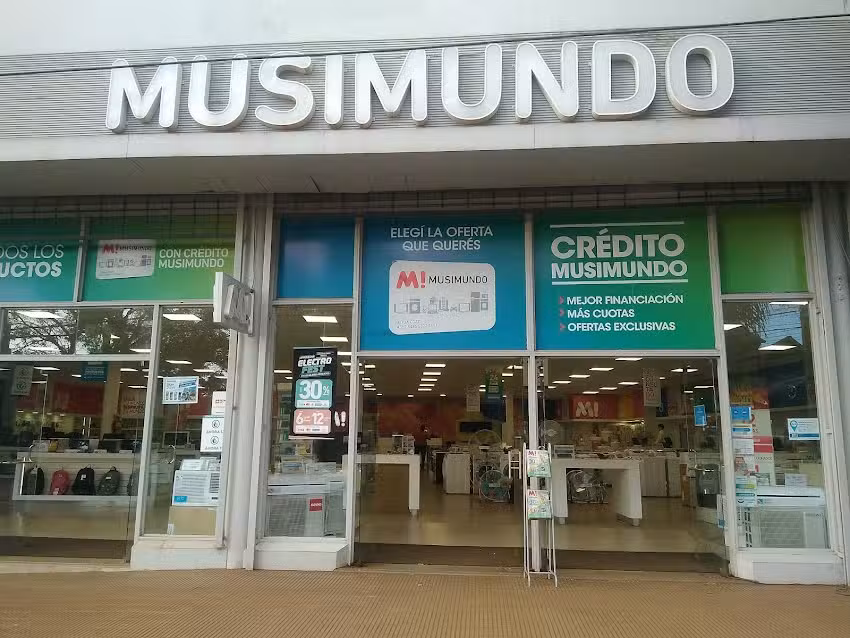 MUSIMUNDO
DOS LOS
UCTOS
M! MUSIMUNDO
CON CRÉDITO
MUSIMUNDO
ELEGÍ LA OFERTA
QUE QUERÉS
M! MUSIMUNDO
CRÉDITO
MUSIMUNDO
MEJOR FINANCIACIÓN
MÁS CUOTAS
OFERTAS EXCLUSIVAS
ELECTRO
FEST
30%
6=12
M!